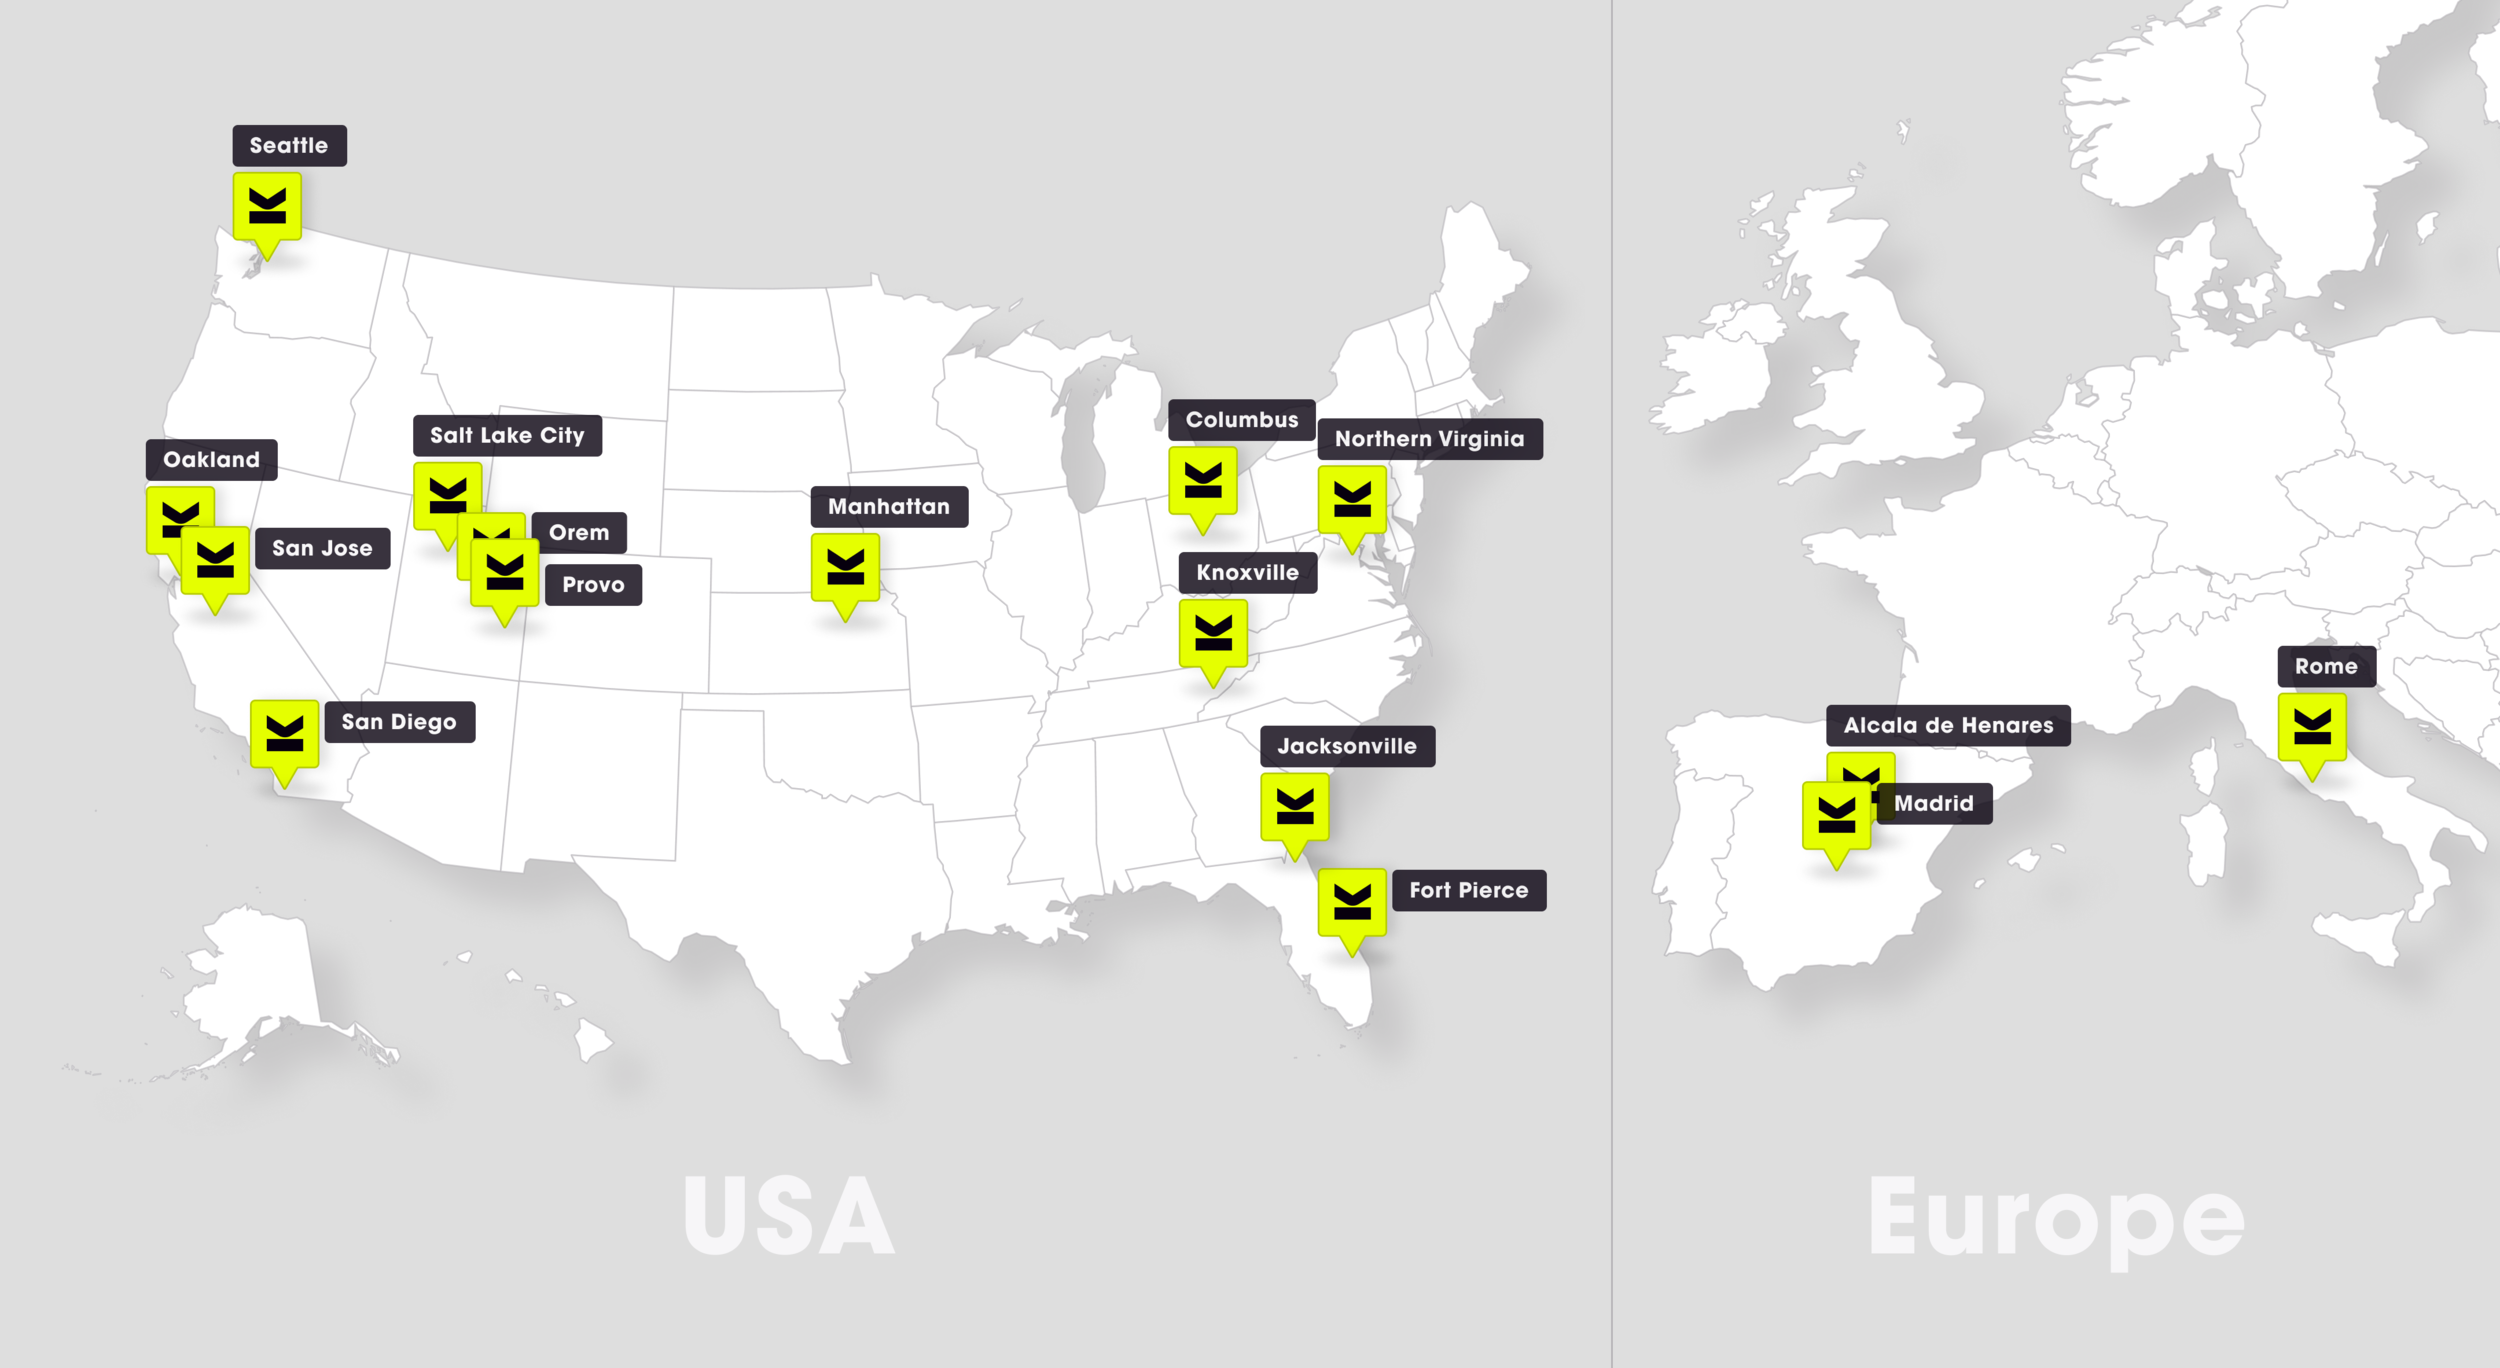 Seattle
Oakland
San Jose
Salt Lake City
Orem
Provo
San Diego
Manhattan
Columbus
Northern Virginia
Knoxville
Jacksonville
Fort Pierce
USA
Rome
Alcala de Henares
Madrid
Europe